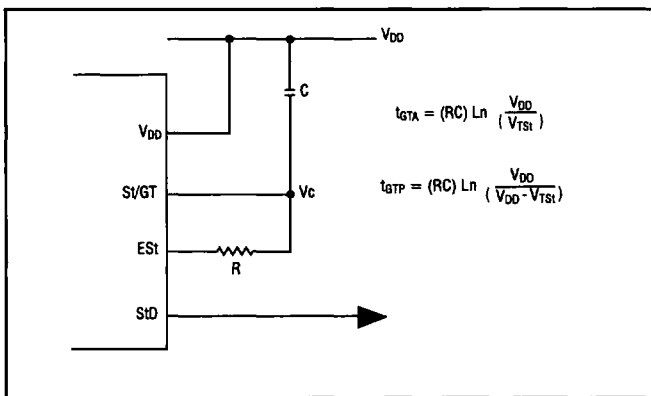 VDD
C
VDD
St/GT
Vc
ESt
R
StD
tGTA = (RC) Ln ( VDD / VTSt )
tGTP = (RC) Ln ( VDD / VDD - VTSt )